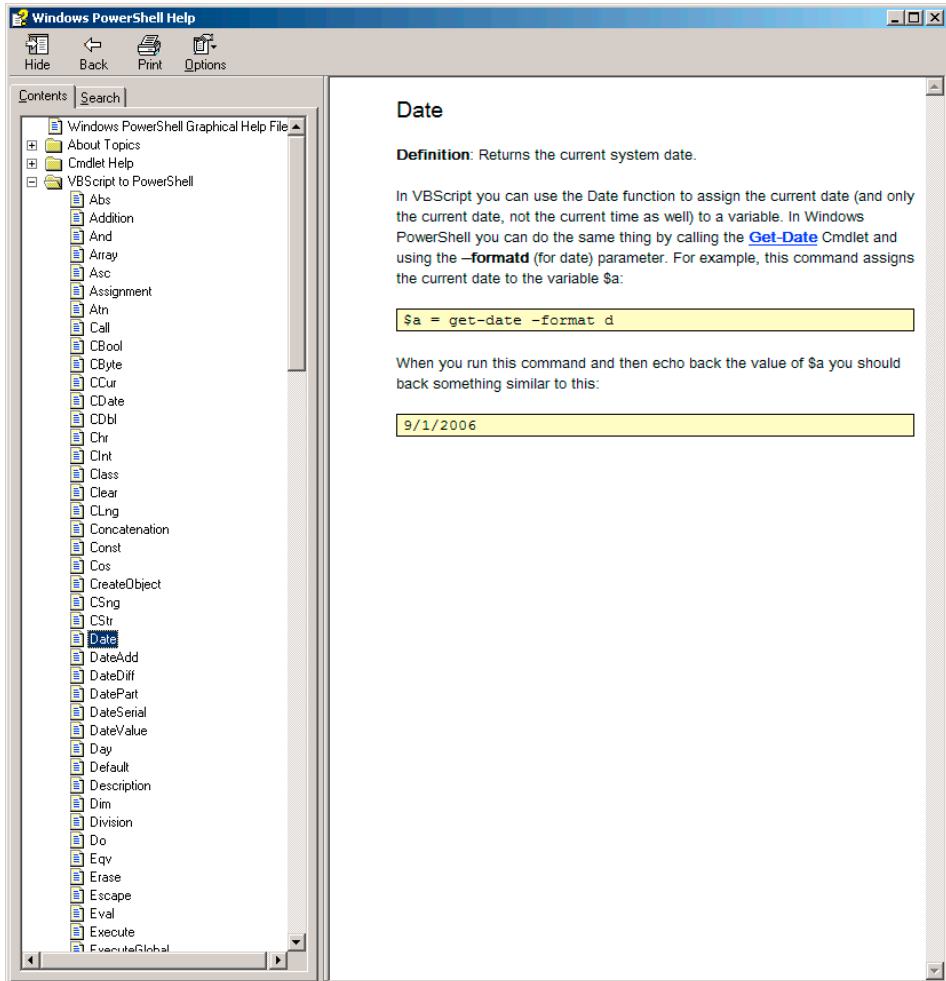 Windows PowerShell Help
Hide Back Print Options
Contents Search
Windows PowerShell Graphical Help File
About Topics
Cmdlet Help
VBScript to PowerShell
Abs
Addition
And
Array
Asc
Assignment
Atn
Call
CBool
CByte
CCur
CDate
CDbl
Chr
CInt
Class
Clear
CLng
Concatenation
Const
Cos
CreateObject
CSng
CStr
Date
DateAdd
DateDiff
DatePart
DateSerial
DateValue
Day
Default
Description
Dim
Division
Do
Eqv
Erase
Escape
Eval
Execute
ExecuteGlobal
Date
Definition: Returns the current system date.
In VBScript you can use the Date function to assign the current date (and only
the current date, not the current time as well) to a variable. In Windows
PowerShell you can do the same thing by calling the Get-Date Cmdlet and
using the –formatd (for date) parameter. For example, this command assigns
the current date to the variable $a:
$a = get-date -format d
When you run this command and then echo back the value of $a you should
back something similar to this:
9/1/2006